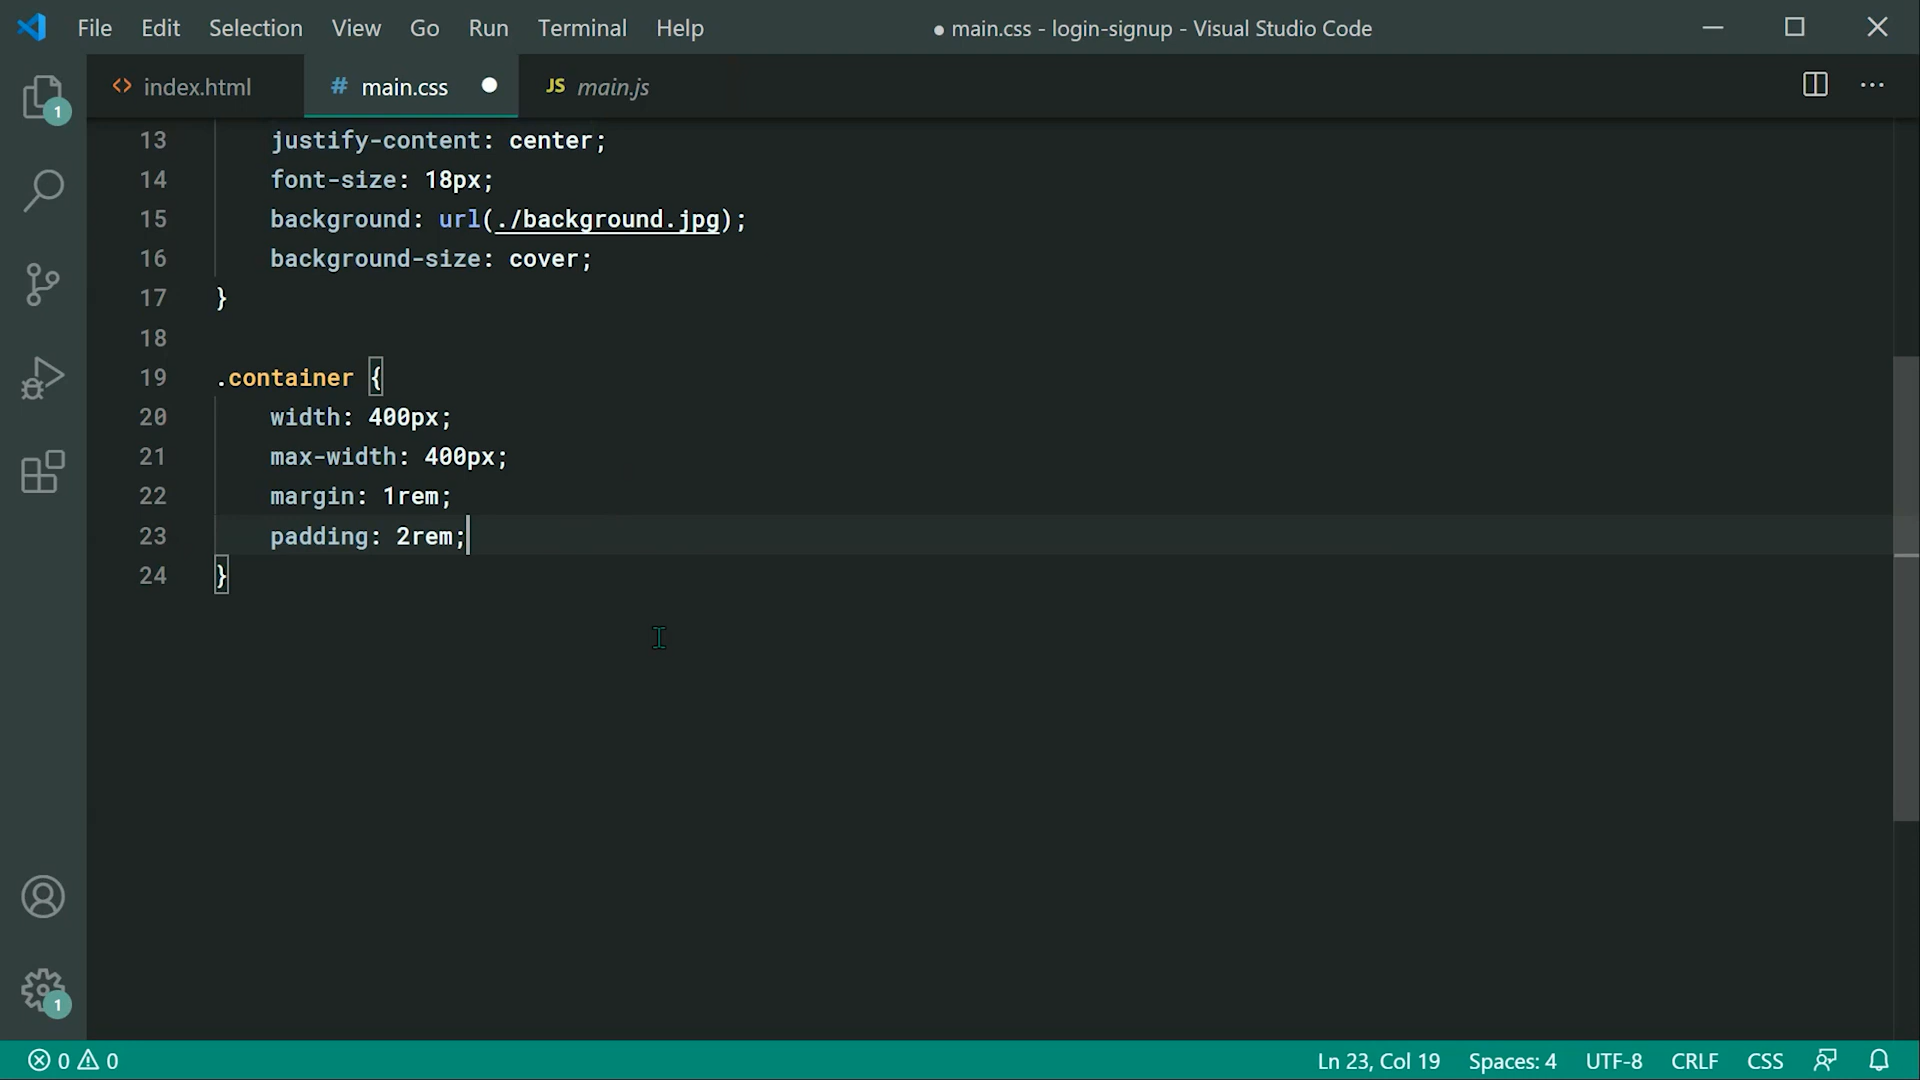 File Edit Selection View Go Run Terminal Help ● main.css - login-signup - Visual Studio Code
<> index.html # main.css ● JS main.js ...
1
13 justify-content: center;
14 font-size: 18px;
15 background: url(./background.jpg);
16 background-size: cover;
17 }
18
19 .container {
20 width: 400px;
21 max-width: 400px;
22 margin: 1rem;
23 padding: 2rem;
24 }
1
0 0 Ln 23, Col 19 Spaces: 4 UTF-8 CRLF CSS